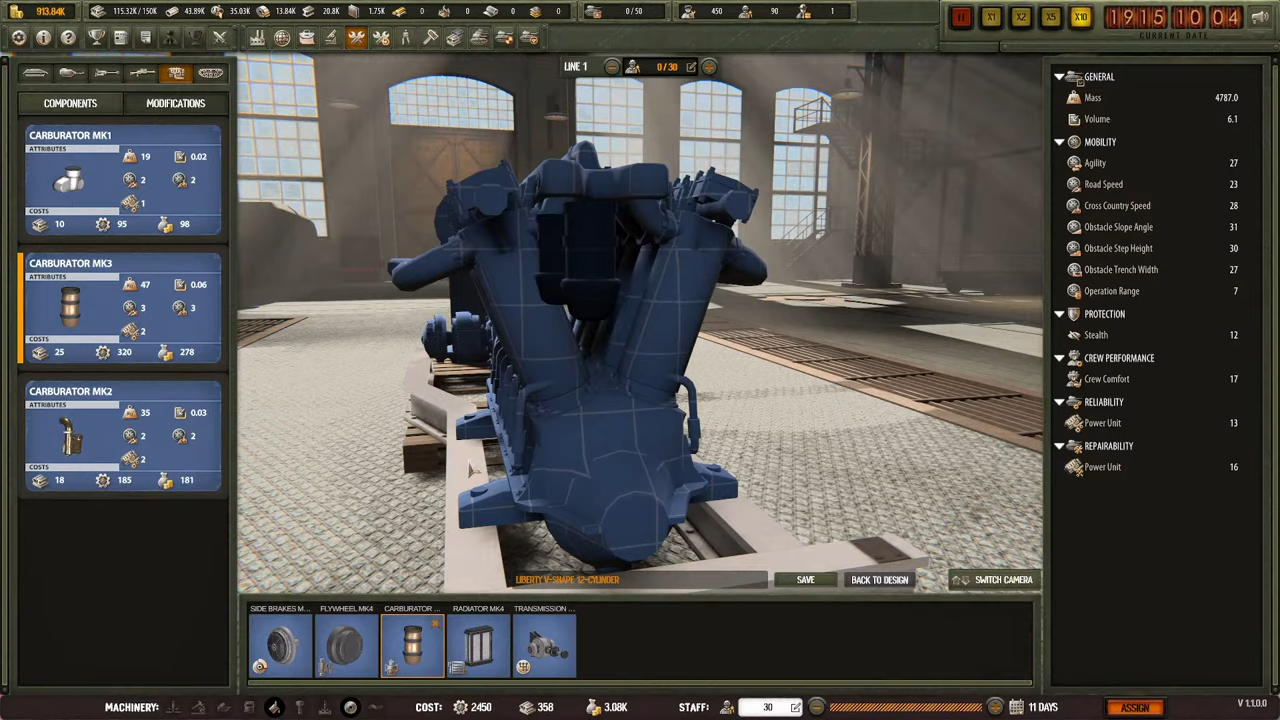 913.84K 115.32K / 150K 43.89K 0 35.03K 13.84K 20.8K 1.75K 0 0 0 0 0/50 450 90 1
X1 X2 X5 X10 1915 10 04
CURRENT DATE
LINE 1 0/30
COMPONENTS MODIFICATIONS
CARBURATOR MK1
ATTRIBUTES
19 0.02
2 2
1
COSTS
10 95 98
CARBURATOR MK3
ATTRIBUTES
47 0.06
3 3
2
COSTS
25 320 278
CARBURATOR MK2
ATTRIBUTES
35 0.03
2 2
2
COSTS
18 185 181
GENERAL
Mass 4787.0
Volume 6.1
MOBILITY
Agility 27
Road Speed 23
Cross Country Speed 28
Obstacle Slope Angle 31
Obstacle Step Height 30
Obstacle Trench Width 27
Operation Range 7
PROTECTION
Stealth 12
CREW PERFORMANCE
Crew Comfort 17
RELIABILITY
Power Unit 13
REPAIRABILITY
Power Unit 16
LIBERTY V-SHAPE 12-CYLINDER SAVE BACK TO DESIGN SWITCH CAMERA
SIDE BRAKES M... FLYWHEEL MK4 CARBURATOR ... RADIATOR MK4 TRANSMISSION ...
MACHINERY: COST: 2450 358 3.08K STAFF: 30 11 DAYS ASSIGN V 1.1.0.0